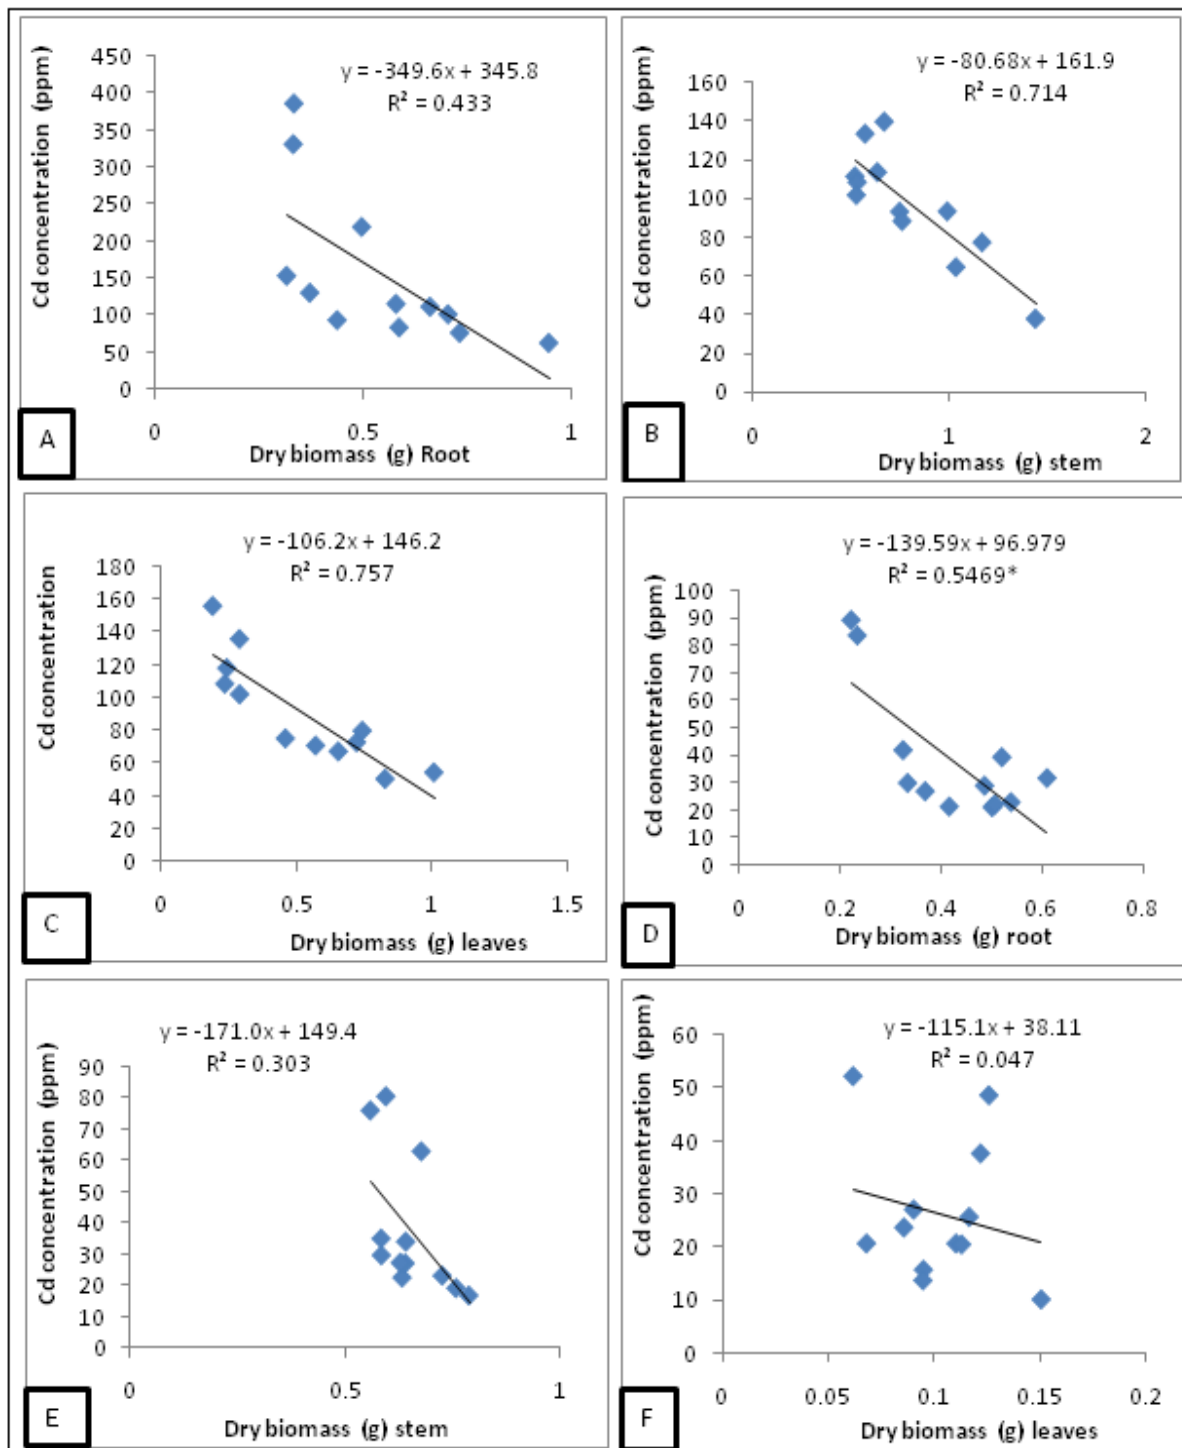 y = -349.6x + 345.8
R² = 0.433
Cd concentration (ppm)
450
400
350
300
250
200
150
100
50
0
0 0.5 1
Dry biomass (g) Root
A
y = -80.68x + 161.9
R² = 0.714
Cd concentration (ppm)
160
140
120
100
80
60
40
20
0
0 1 2
Dry biomass (g) stem
B
y = -106.2x + 146.2
R² = 0.757
Cd concentration
180
160
140
120
100
80
60
40
20
0
0 0.5 1 1.5
Dry biomass (g) leaves
C
y = -139.59x + 96.979
R² = 0.5469*
Cd concentration (ppm)
100
90
80
70
60
50
40
30
20
10
0
0 0.2 0.4 0.6 0.8
Dry biomass (g) root
D
y = -171.0x + 149.4
R² = 0.303
Cd concentration (ppm)
90
80
70
60
50
40
30
20
10
0
0 0.5 1
Dry biomass (g) stem
E
y = -115.1x + 38.11
R² = 0.047
Cd concentration (ppm)
60
50
40
30
20
10
0
0 0.05 0.1 0.15 0.2
Dry biomass (g) leaves
F